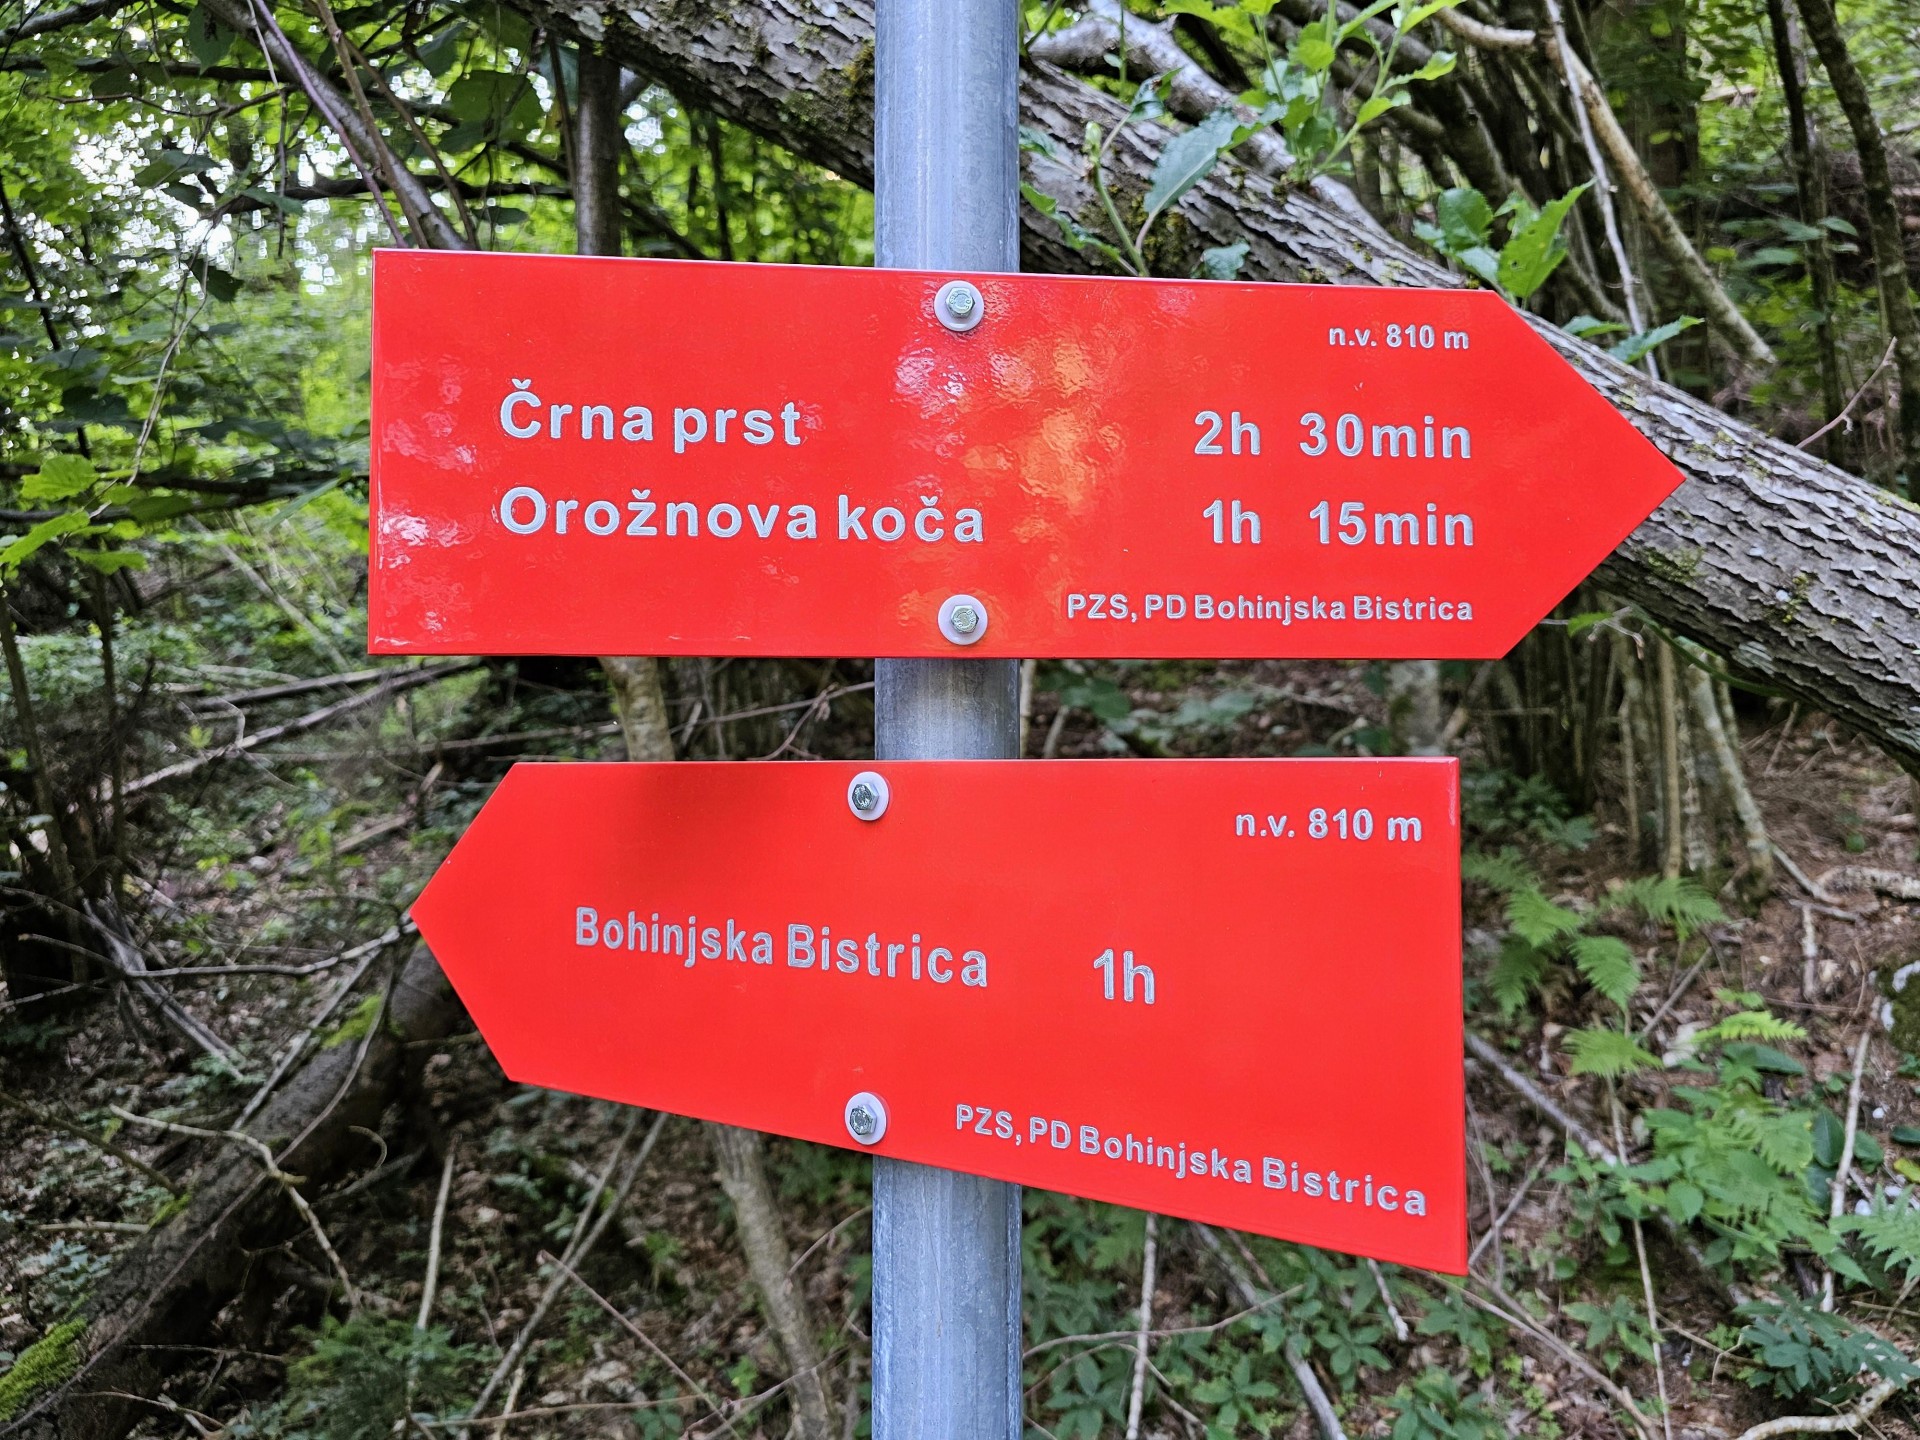 n.v. 810 m
Črna prst 2h 30min
Orožnova koča 1h 15min
PZS, PD Bohinjska Bistrica
n.v. 810 m
Bohinjska Bistrica 1h
PZS, PD Bohinjska Bistrica